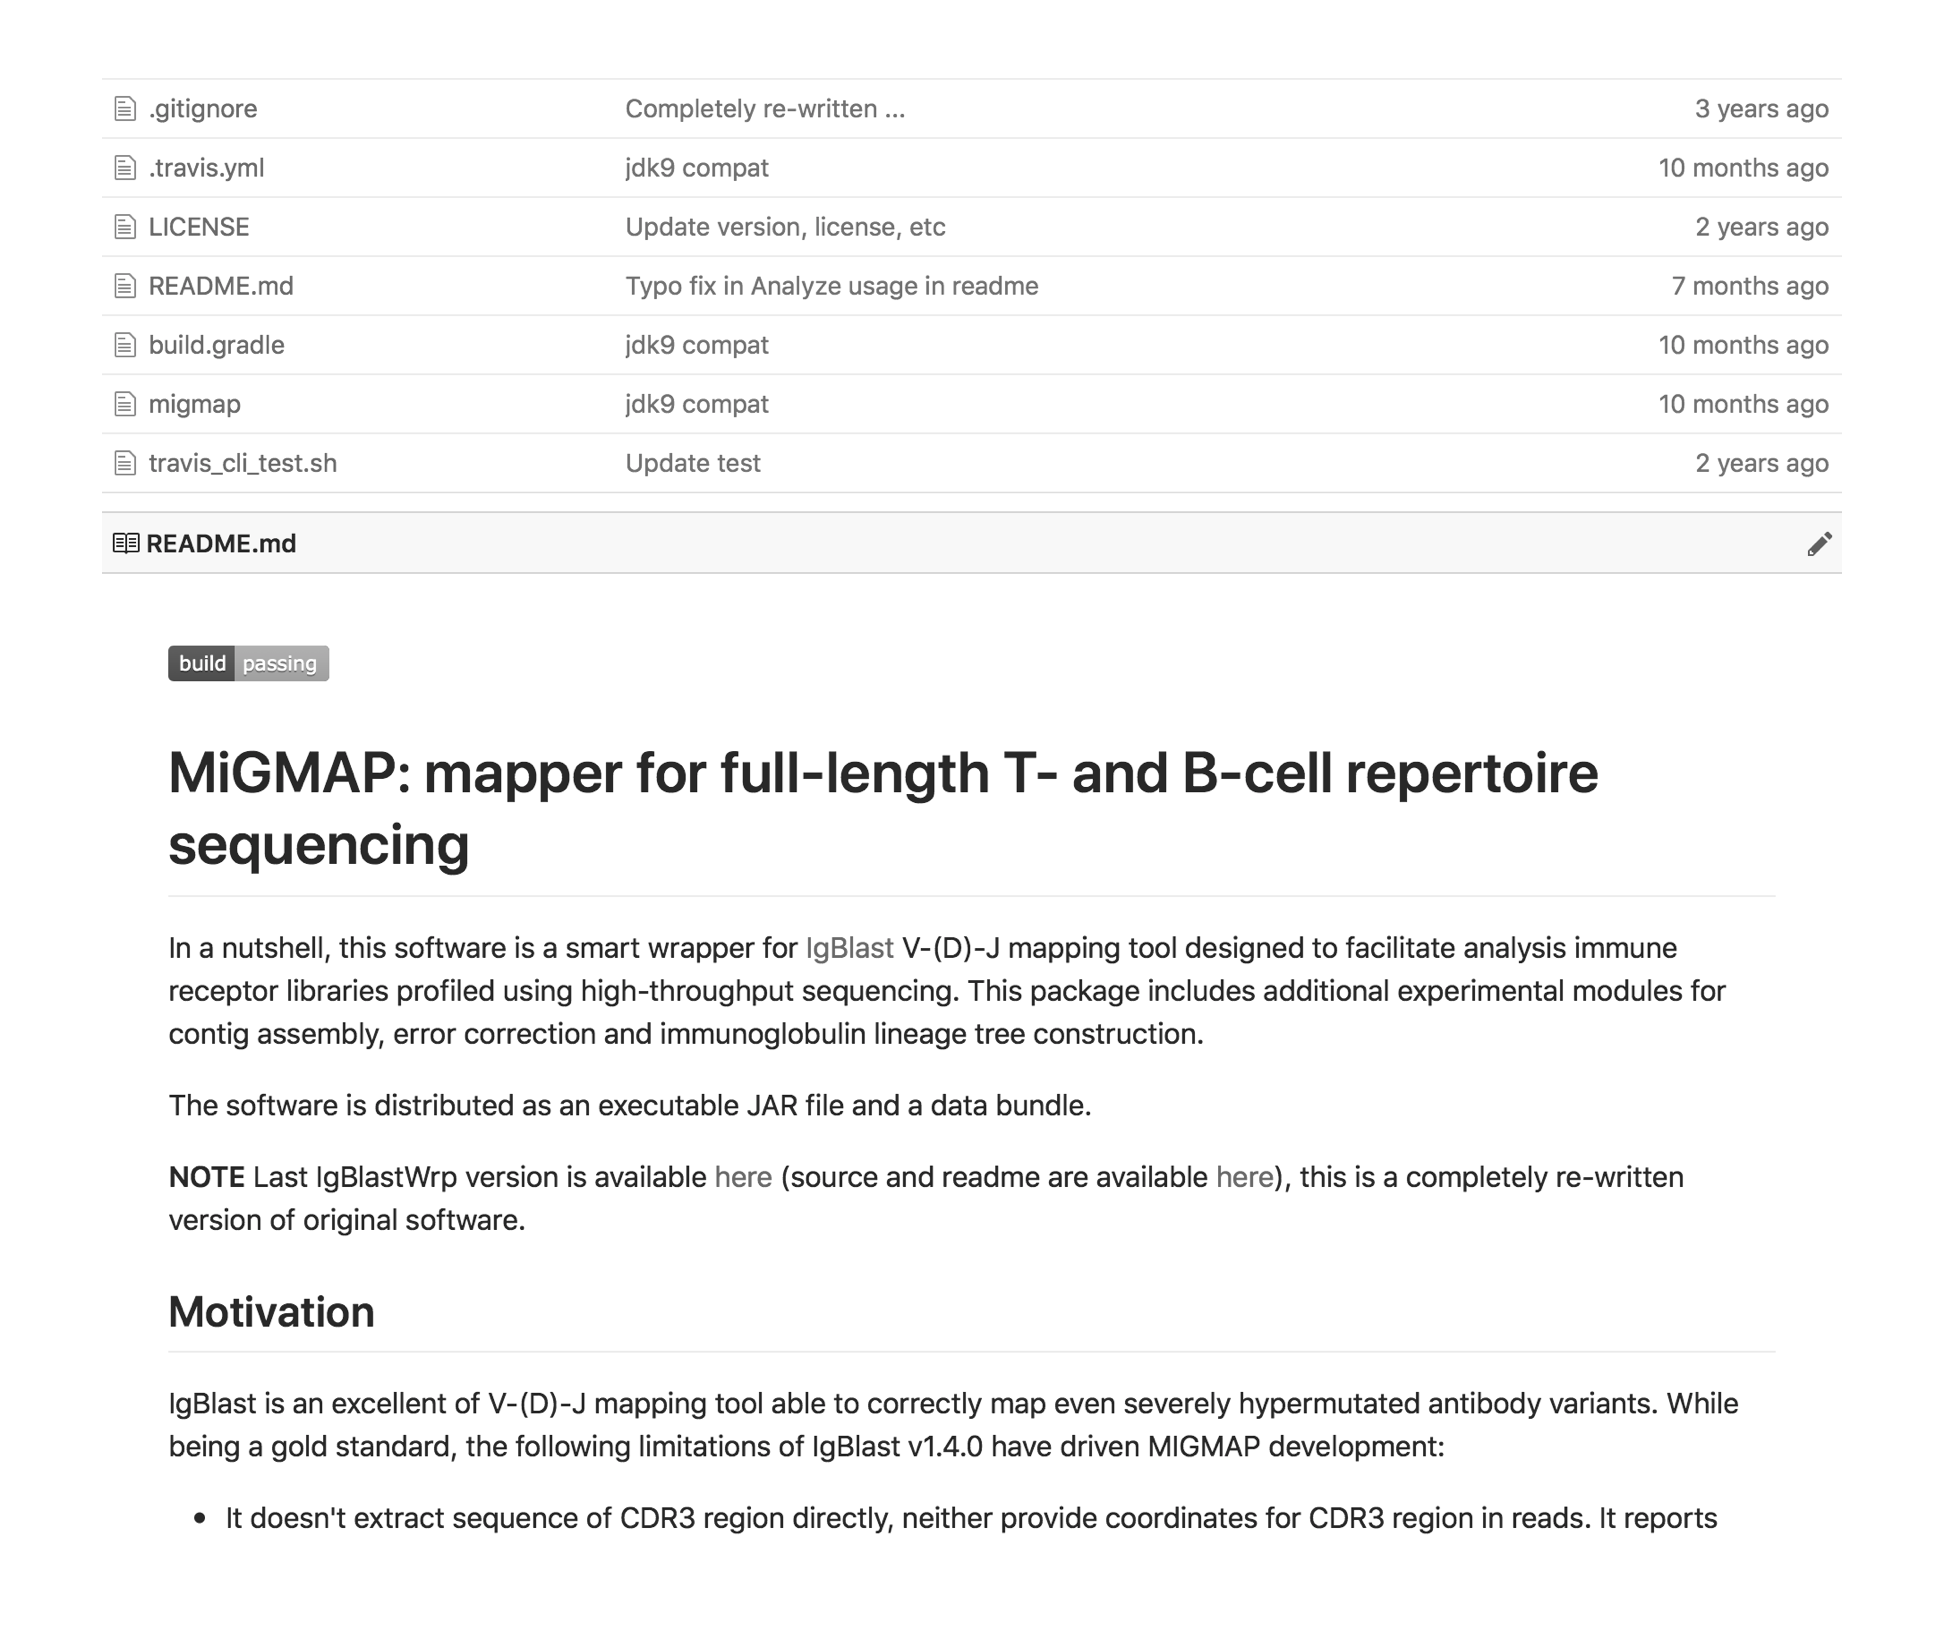 .gitignore Completely re-written ... 3 years ago
.travis.yml jdk9 compat 10 months ago
LICENSE Update version, license, etc 2 years ago
README.md Typo fix in Analyze usage in readme 7 months ago
build.gradle jdk9 compat 10 months ago
migmap jdk9 compat 10 months ago
travis_cli_test.sh Update test 2 years ago
README.md
build passing
MiGMAP: mapper for full-length T- and B-cell repertoire
sequencing
In a nutshell, this software is a smart wrapper for IgBlast V-(D)-J mapping tool designed to facilitate analysis immune
receptor libraries profiled using high-throughput sequencing. This package includes additional experimental modules for
contig assembly, error correction and immunoglobulin lineage tree construction.
The software is distributed as an executable JAR file and a data bundle.
NOTE Last IgBlastWrp version is available here (source and readme are available here), this is a completely re-written
version of original software.
Motivation
IgBlast is an excellent of V-(D)-J mapping tool able to correctly map even severely hypermutated antibody variants. While
being a gold standard, the following limitations of IgBlast v1.4.0 have driven MIGMAP development:
• It doesn't extract sequence of CDR3 region directly, neither provide coordinates for CDR3 region in reads. It reports